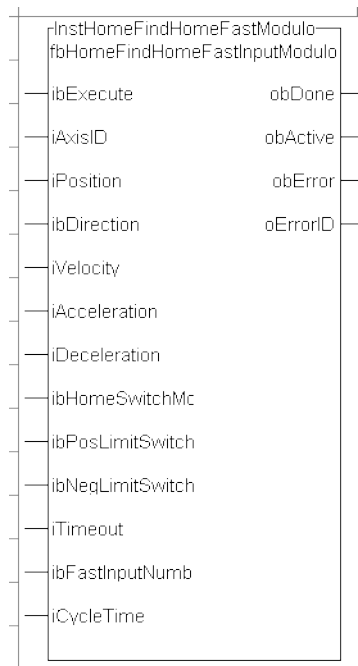 InstHomeFindHomeFastModulo
fbHomeFindHomeFastInputModulo
ibExecute obDone
iAxisID obActive
iPosition obError
ibDirection oErrorID
iVelocity
iAcceleration
iDeceleration
ibHomeSwitchMc
ibPosLimitSwitch
ibNegLimitSwitch
iTimeout
ibFastInputNumb
iCycleTime